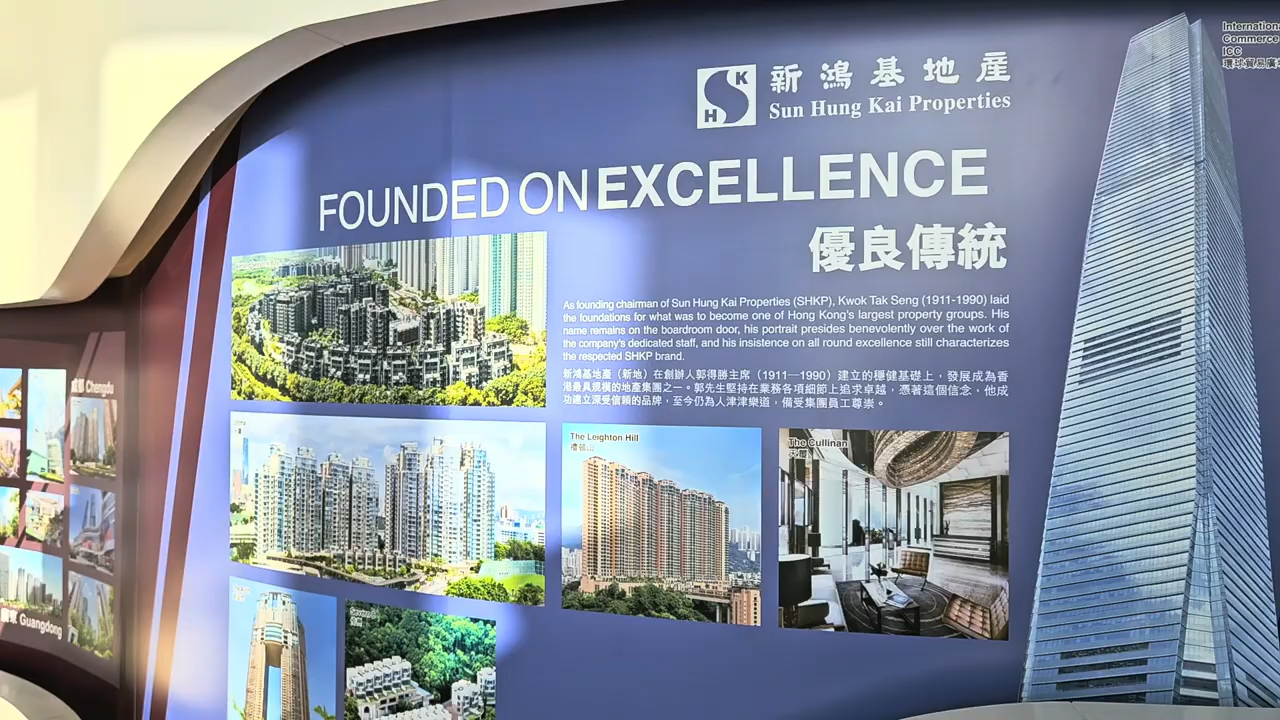 International
Commerce
ICC
環球貿易廣場
SHK
新鴻基地產
Sun Hung Kai Properties
FOUNDED ON EXCELLENCE
優良傳統
As founding chairman of Sun Hung Kai Properties (SHKP), Kwok Tak Seng (1911-1990) laid
the foundations for what was to become one of Hong Kong's largest property groups. His
name remains on the boardroom door, his portrait presides benevolently over the work of
the company's dedicated staff, and his insistence on all round excellence still characterizes
the respected SHKP brand.
新鴻基地產（新地）在創辦人郭得勝主席（1911—1990）建立的穩健基礎上，發展成為香
港最具規模的地產集團之一。郭先生堅持在業務各項細節上追求卓越，憑著這個信念，他成
功建立深受信賴的品牌，至今仍為人津津樂道，備受集團員工尊崇。
成都 Chengdu
The Leighton Hill
禮頓山
The Cullinan
天璽
廣東 Guangdong